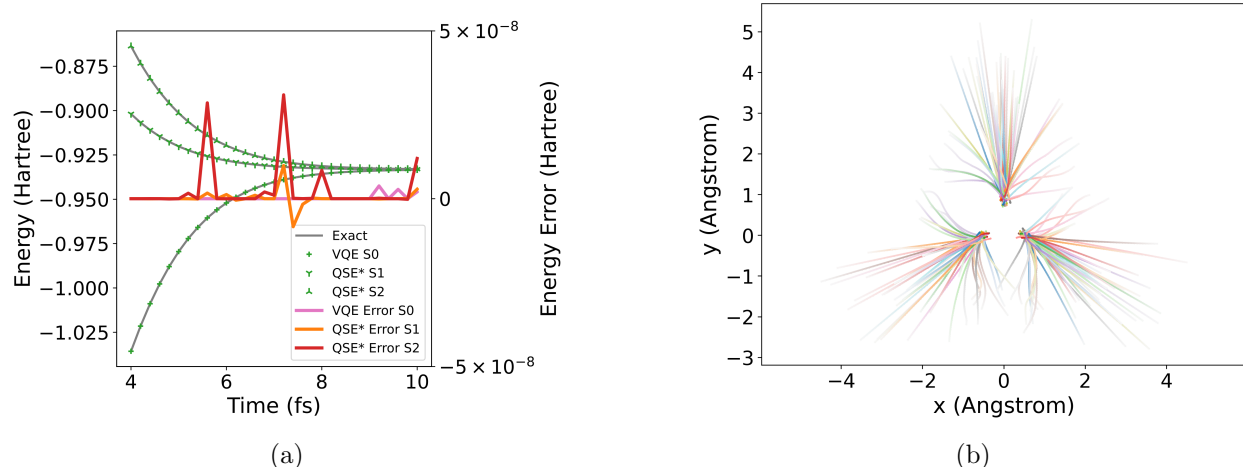 5 × 10⁻⁸
−0.875
−0.900
−0.925
−0.950
−0.975
−1.000
−1.025
0
−5 × 10⁻⁸
Energy (Hartree)
Energy Error (Hartree)
Exact
VQE S0
QSE* S1
QSE* S2
VQE Error S0
QSE* Error S1
QSE* Error S2
4 6 8 10
Time (fs)
(a)
5
4
3
2
1
0
−1
−2
−3
y (Angstrom)
−4 −2 0 2 4
x (Angstrom)
(b)